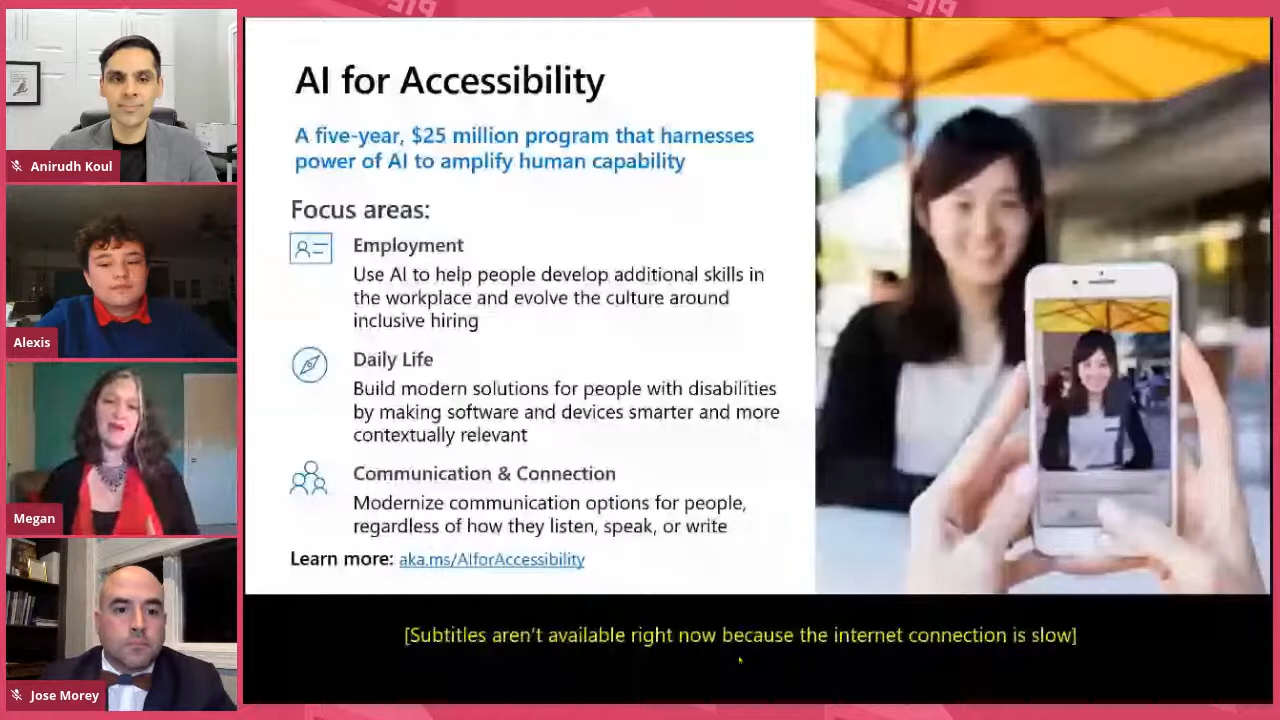 Anirudh Koul
Alexis
Megan
Jose Morey
AI for Accessibility
A five-year, $25 million program that harnesses
power of AI to amplify human capability
Focus areas:
Employment
Use AI to help people develop additional skills in
the workplace and evolve the culture around
inclusive hiring
Daily Life
Build modern solutions for people with disabilities
by making software and devices smarter and more
contextually relevant
Communication & Connection
Modernize communication options for people,
regardless of how they listen, speak, or write
Learn more: aka.ms/AIforAccessibility
[Subtitles aren't available right now because the internet connection is slow]